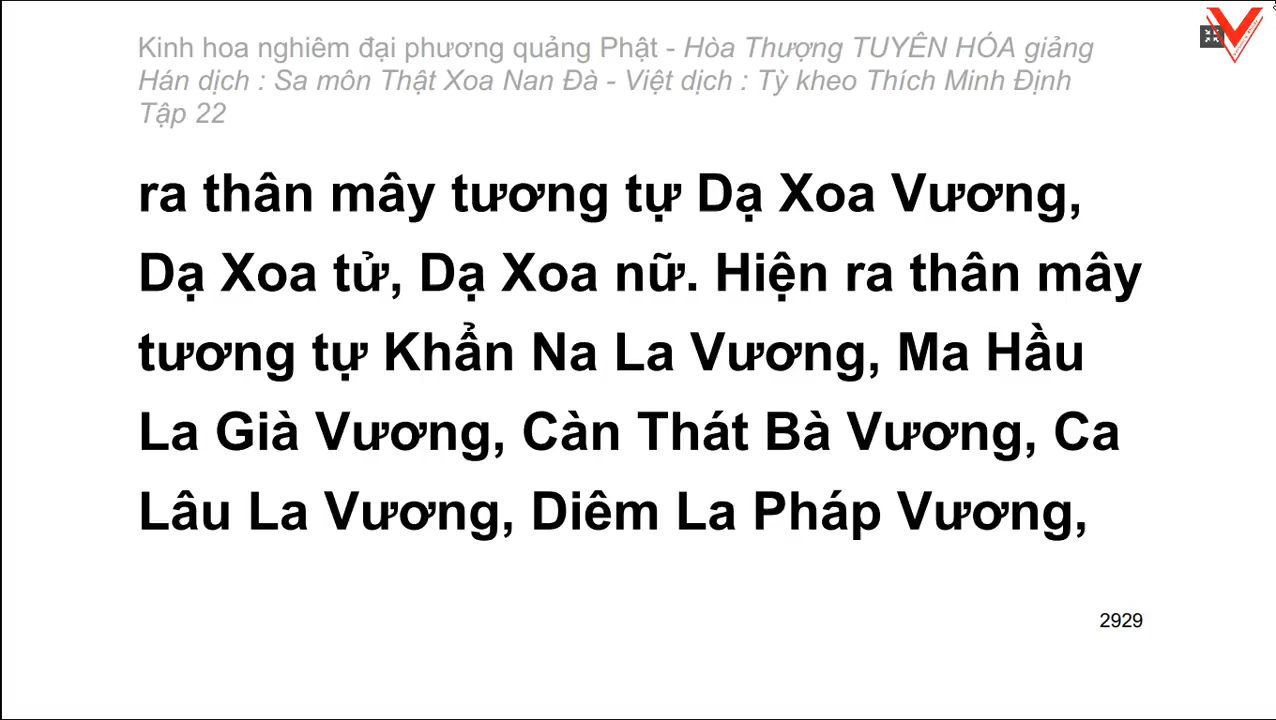 Kinh hoa nghiêm đại phương quảng Phật - Hòa Thượng TUYÊN HÓA giảng
Hán dịch : Sa môn Thật Xoa Nan Đà - Việt dịch : Tỳ kheo Thích Minh Định
Tập 22
ra thân mây tương tự Dạ Xoa Vương,
Dạ Xoa tử, Dạ Xoa nữ. Hiện ra thân mây
tương tự Khẩn Na La Vương, Ma Hầu
La Già Vương, Càn Thát Bà Vương, Ca
Lâu La Vương, Diêm La Pháp Vương,
2929